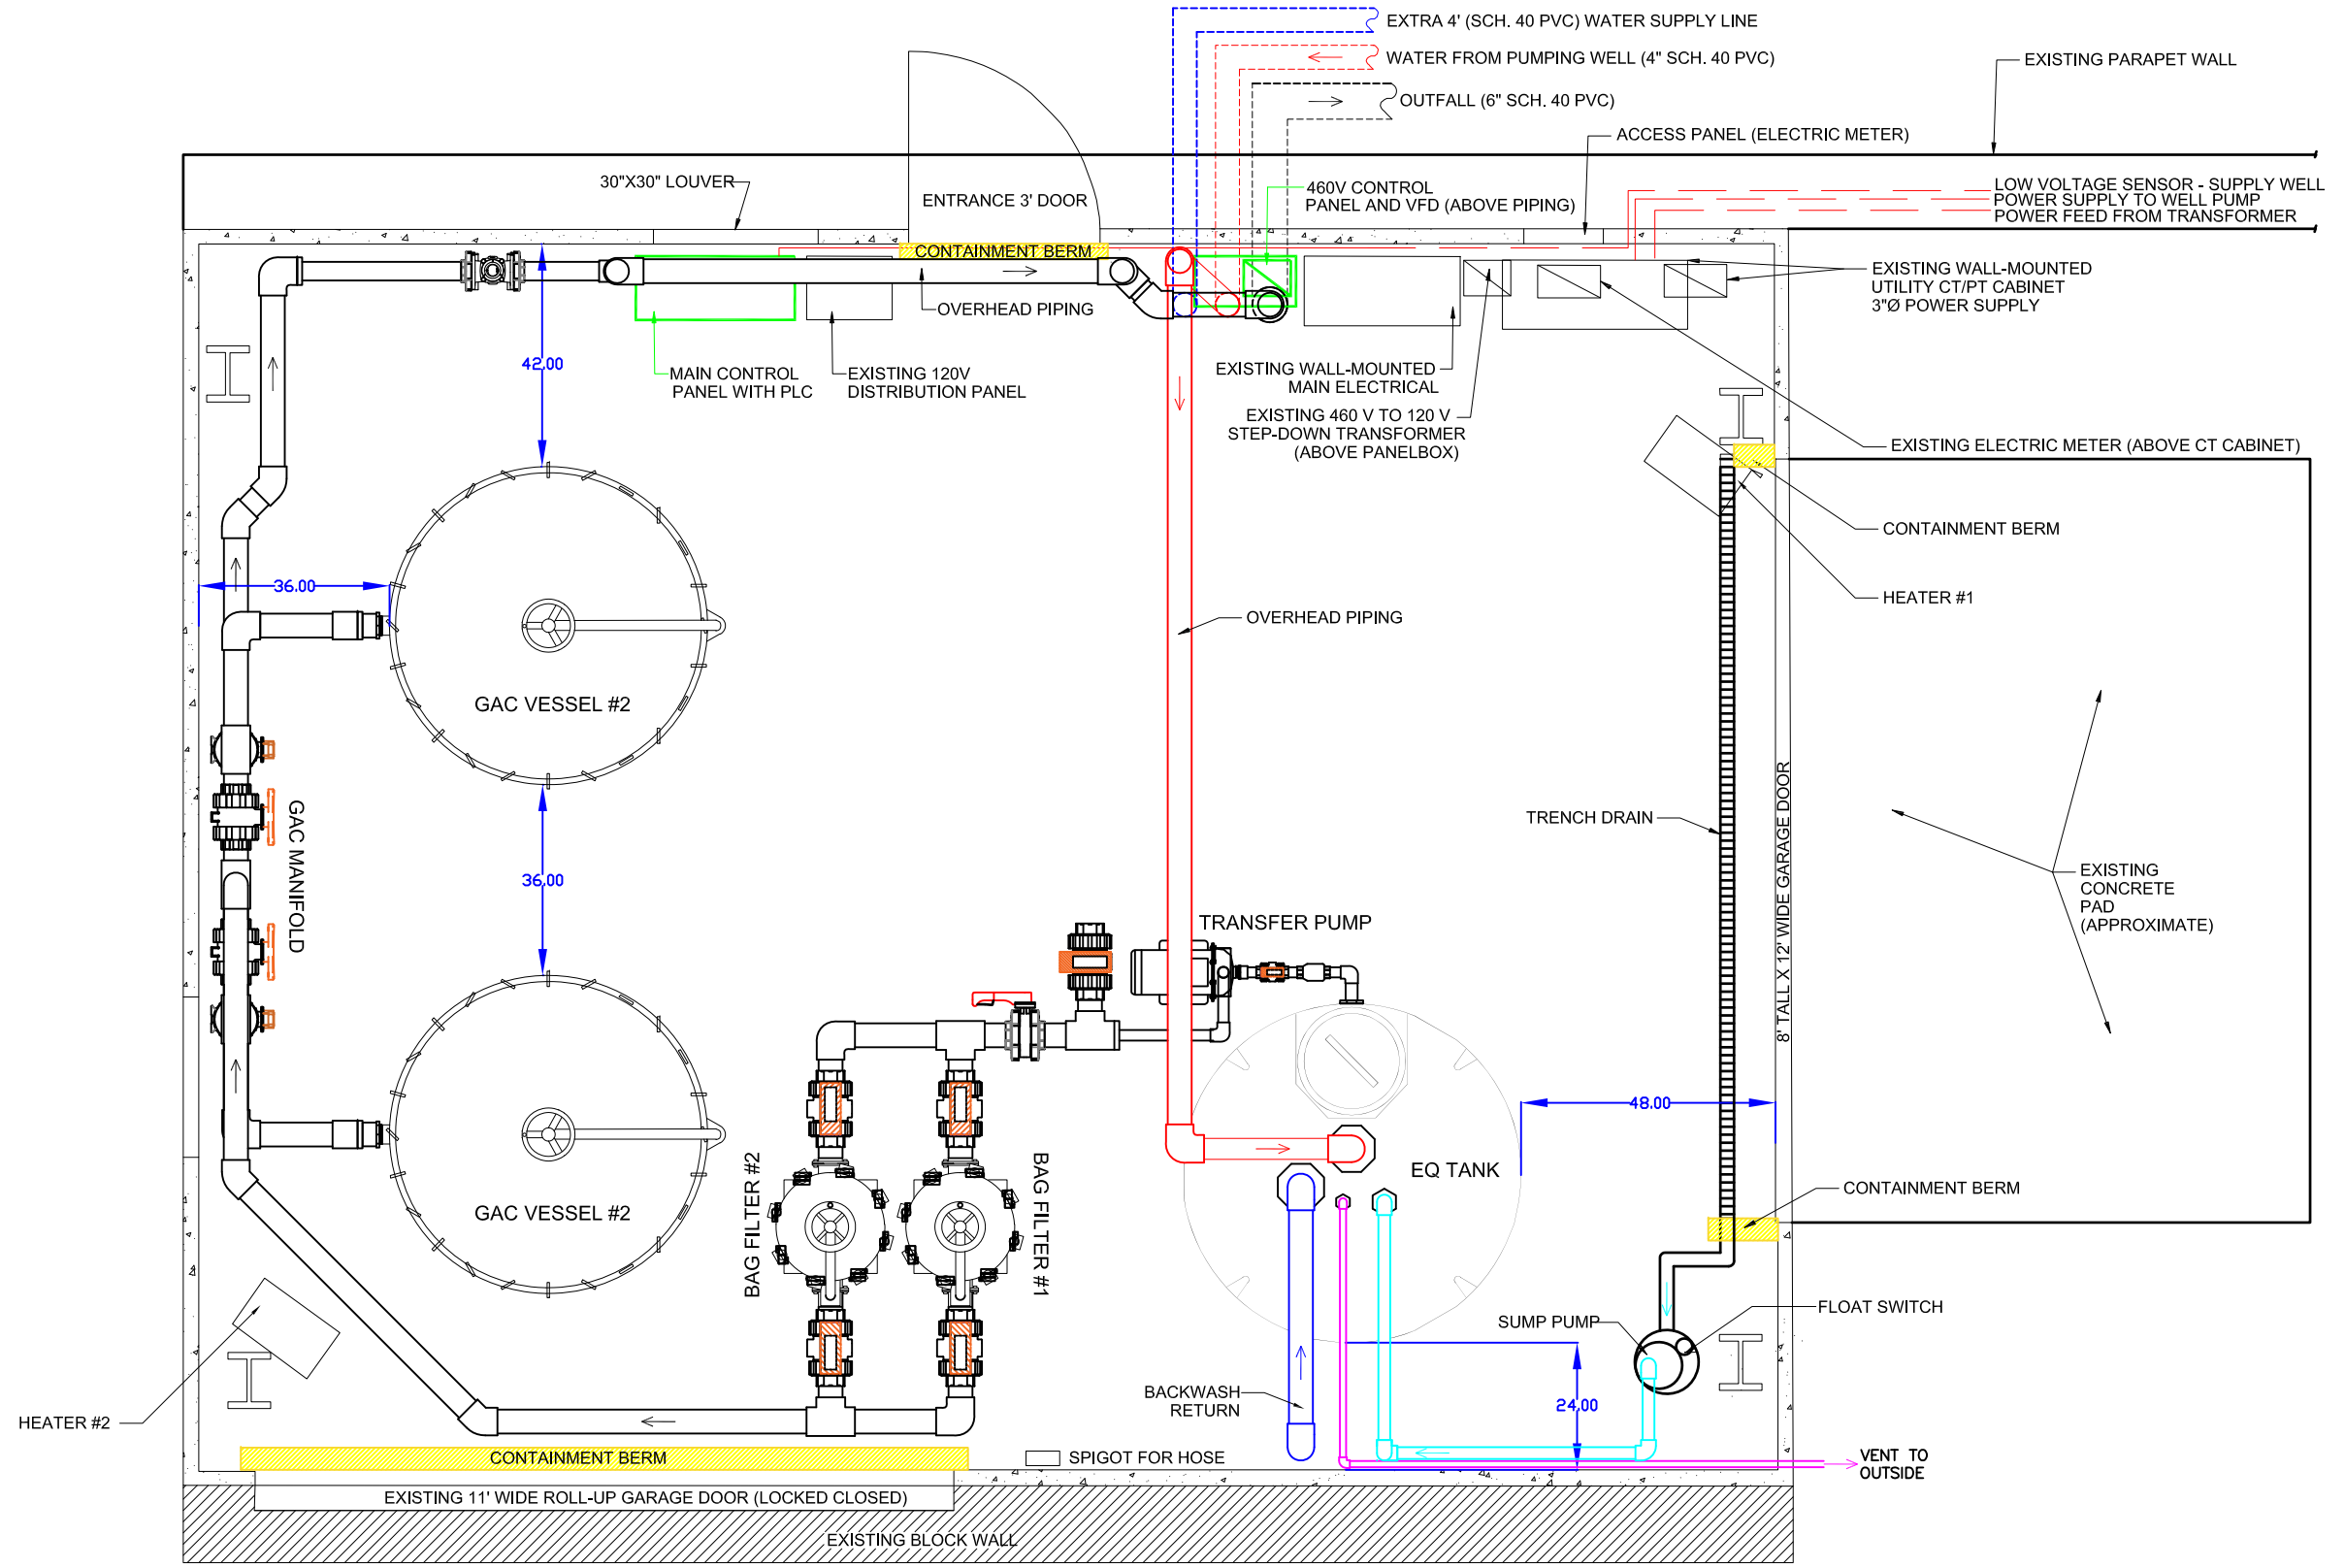 EXTRA 4' (SCH. 40 PVC) WATER SUPPLY LINE
WATER FROM PUMPING WELL (4" SCH. 40 PVC)
OUTFALL (6" SCH. 40 PVC)
EXISTING PARAPET WALL
ACCESS PANEL (ELECTRIC METER)
30"X30" LOUVER
ENTRANCE 3' DOOR
460V CONTROL
PANEL AND VFD (ABOVE PIPING)
LOW VOLTAGE SENSOR - SUPPLY WELL
POWER SUPPLY TO WELL PUMP
POWER FEED FROM TRANSFORMER
CONTAINMENT BERM
OVERHEAD PIPING
EXISTING WALL-MOUNTED
UTILITY CT/PT CABINET
3"Ø POWER SUPPLY
42.00
MAIN CONTROL
PANEL WITH PLC
EXISTING 120V
DISTRIBUTION PANEL
EXISTING WALL-MOUNTED
MAIN ELECTRICAL
EXISTING 460 V TO 120 V
STEP-DOWN TRANSFORMER
(ABOVE PANELBOX)
EXISTING ELECTRIC METER (ABOVE CT CABINET)
CONTAINMENT BERM
HEATER #1
36.00
OVERHEAD PIPING
GAC VESSEL #2
GAC MANIFOLD
36.00
TRENCH DRAIN
8' TALL X 12' WIDE GARAGE DOOR
EXISTING
CONCRETE
PAD
(APPROXIMATE)
TRANSFER PUMP
48.00
EQ TANK
BAG FILTER #2
BAG FILTER #1
GAC VESSEL #2
CONTAINMENT BERM
FLOAT SWITCH
SUMP PUMP
BACKWASH
RETURN
24.00
HEATER #2
CONTAINMENT BERM
SPIGOT FOR HOSE
VENT TO
OUTSIDE
EXISTING 11' WIDE ROLL-UP GARAGE DOOR (LOCKED CLOSED)
EXISTING BLOCK WALL